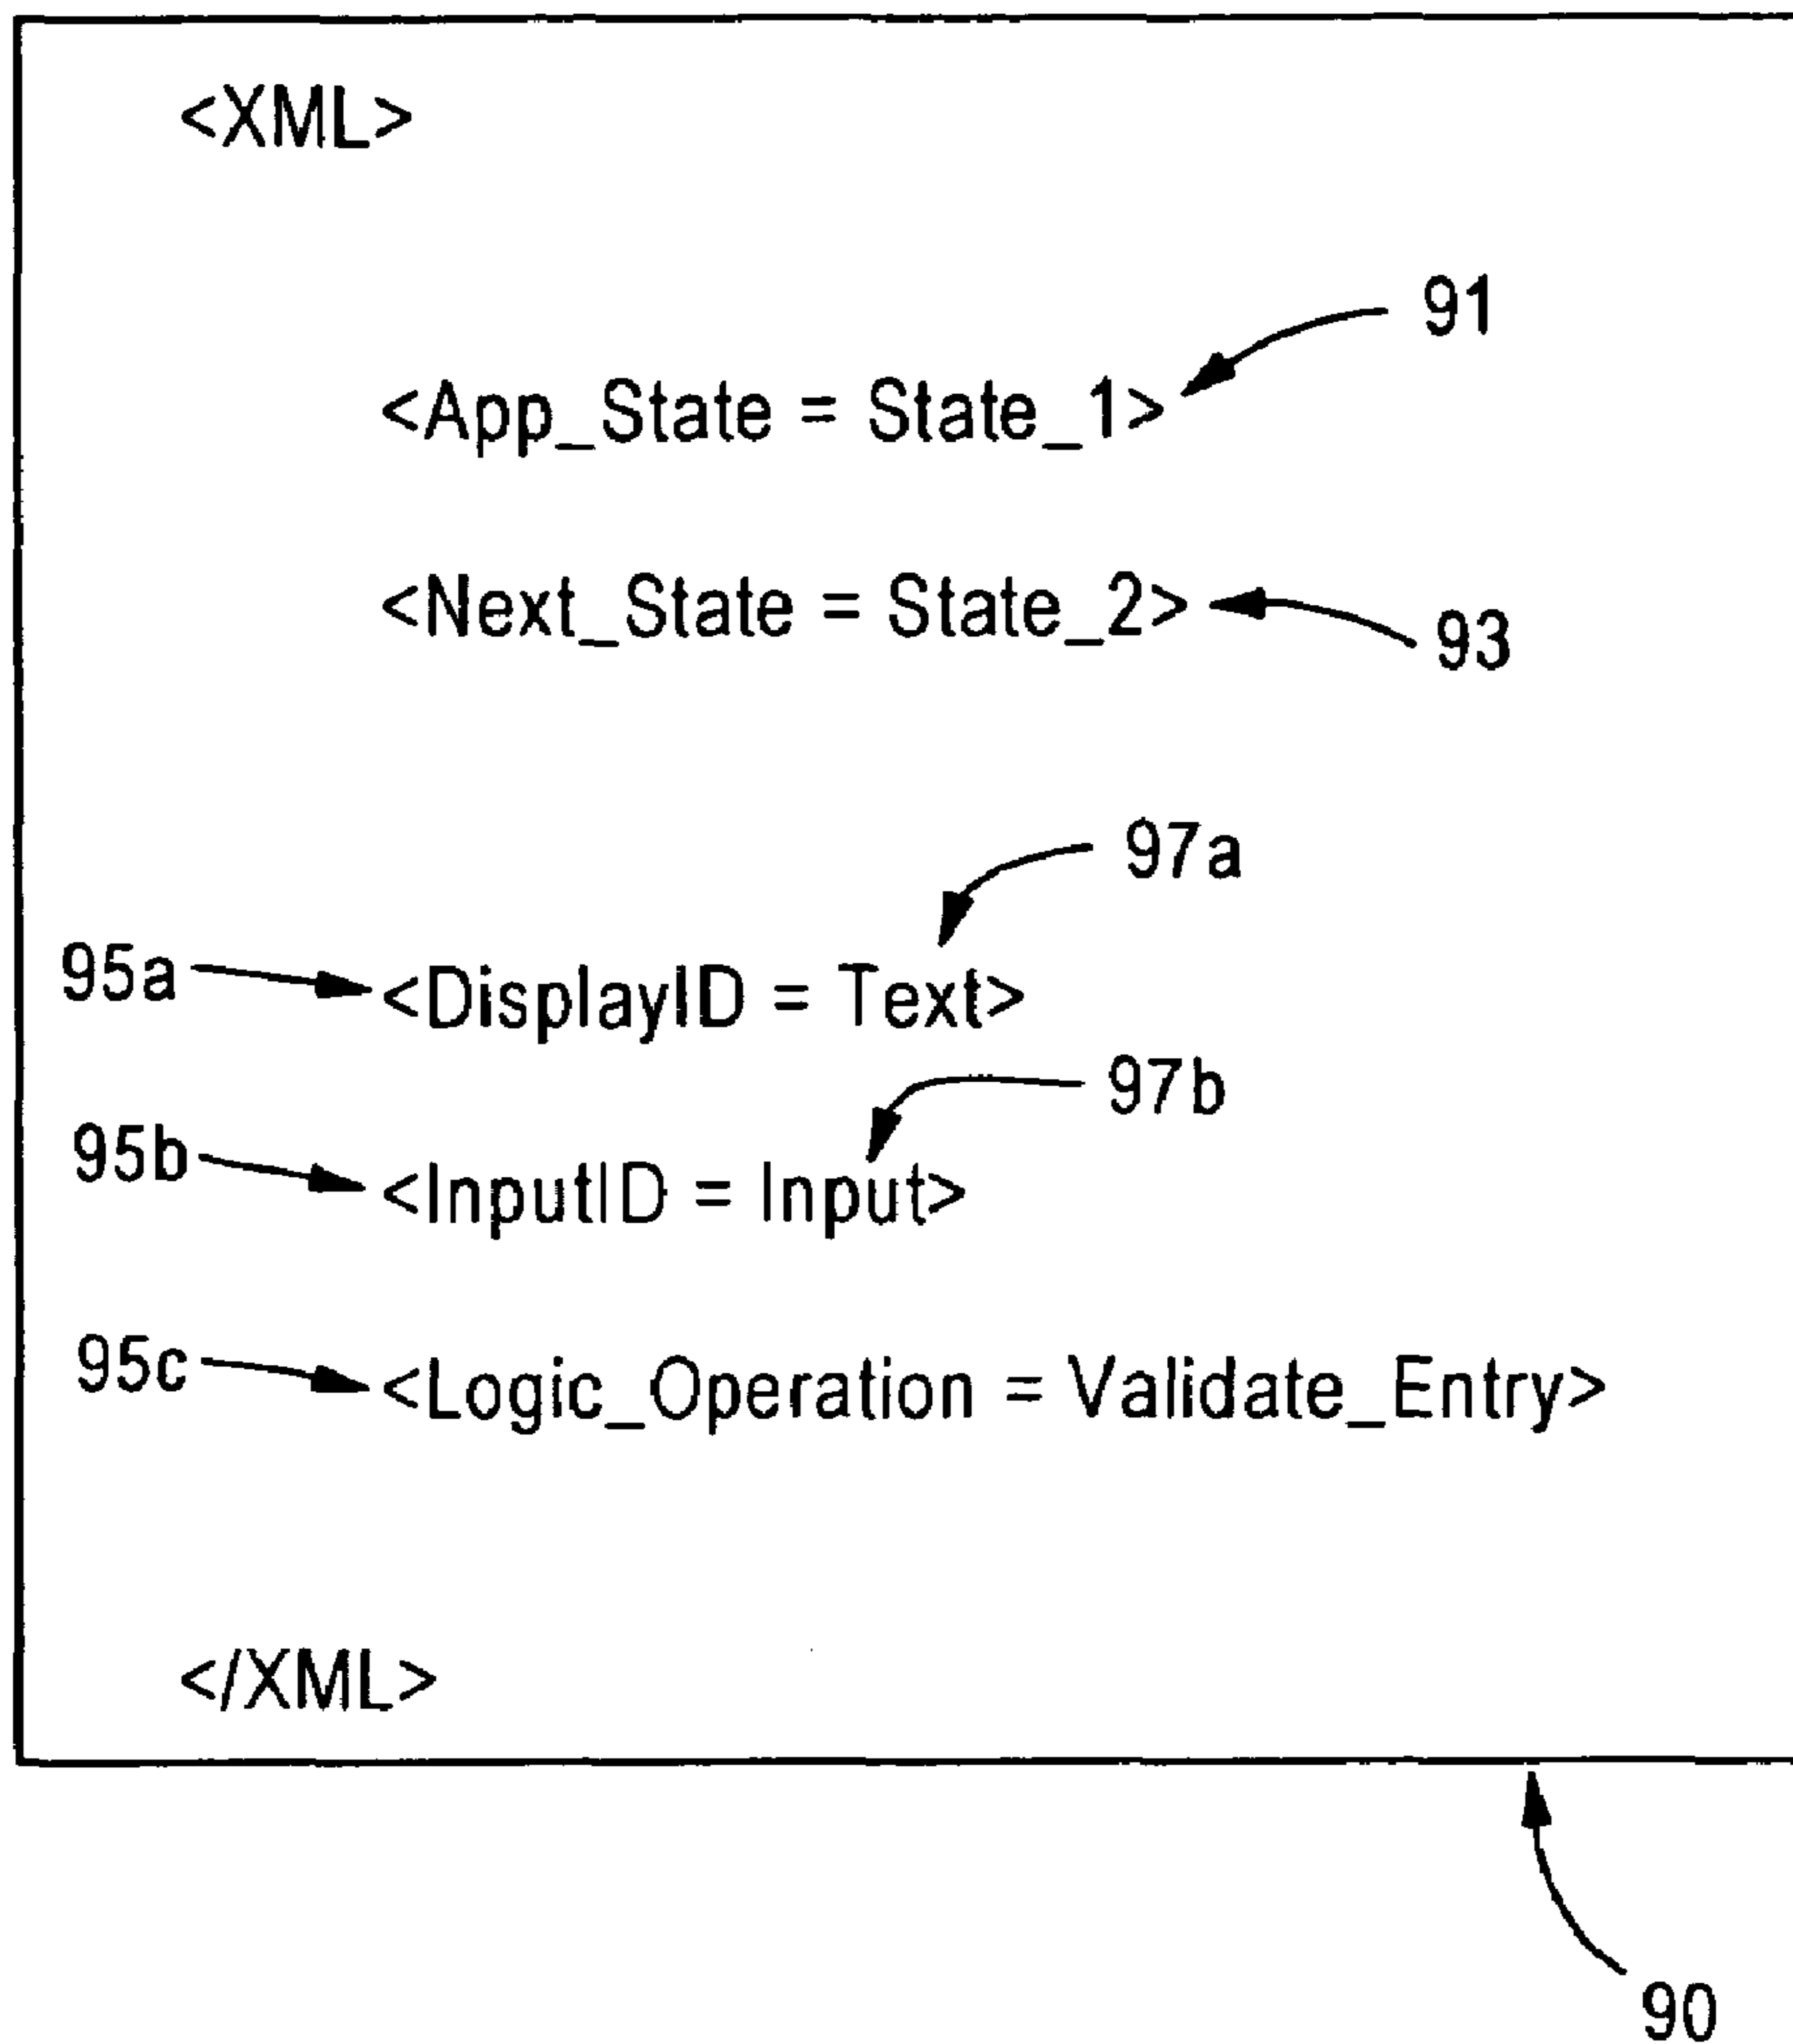 <XML>
91
<App_State = State_1>
<Next_State = State_2>
93
97a
95a
<DisplayID = Text>
97b
95b
<InputID = Input>
95c
<Logic_Operation = Validate_Entry>
</XML>
90